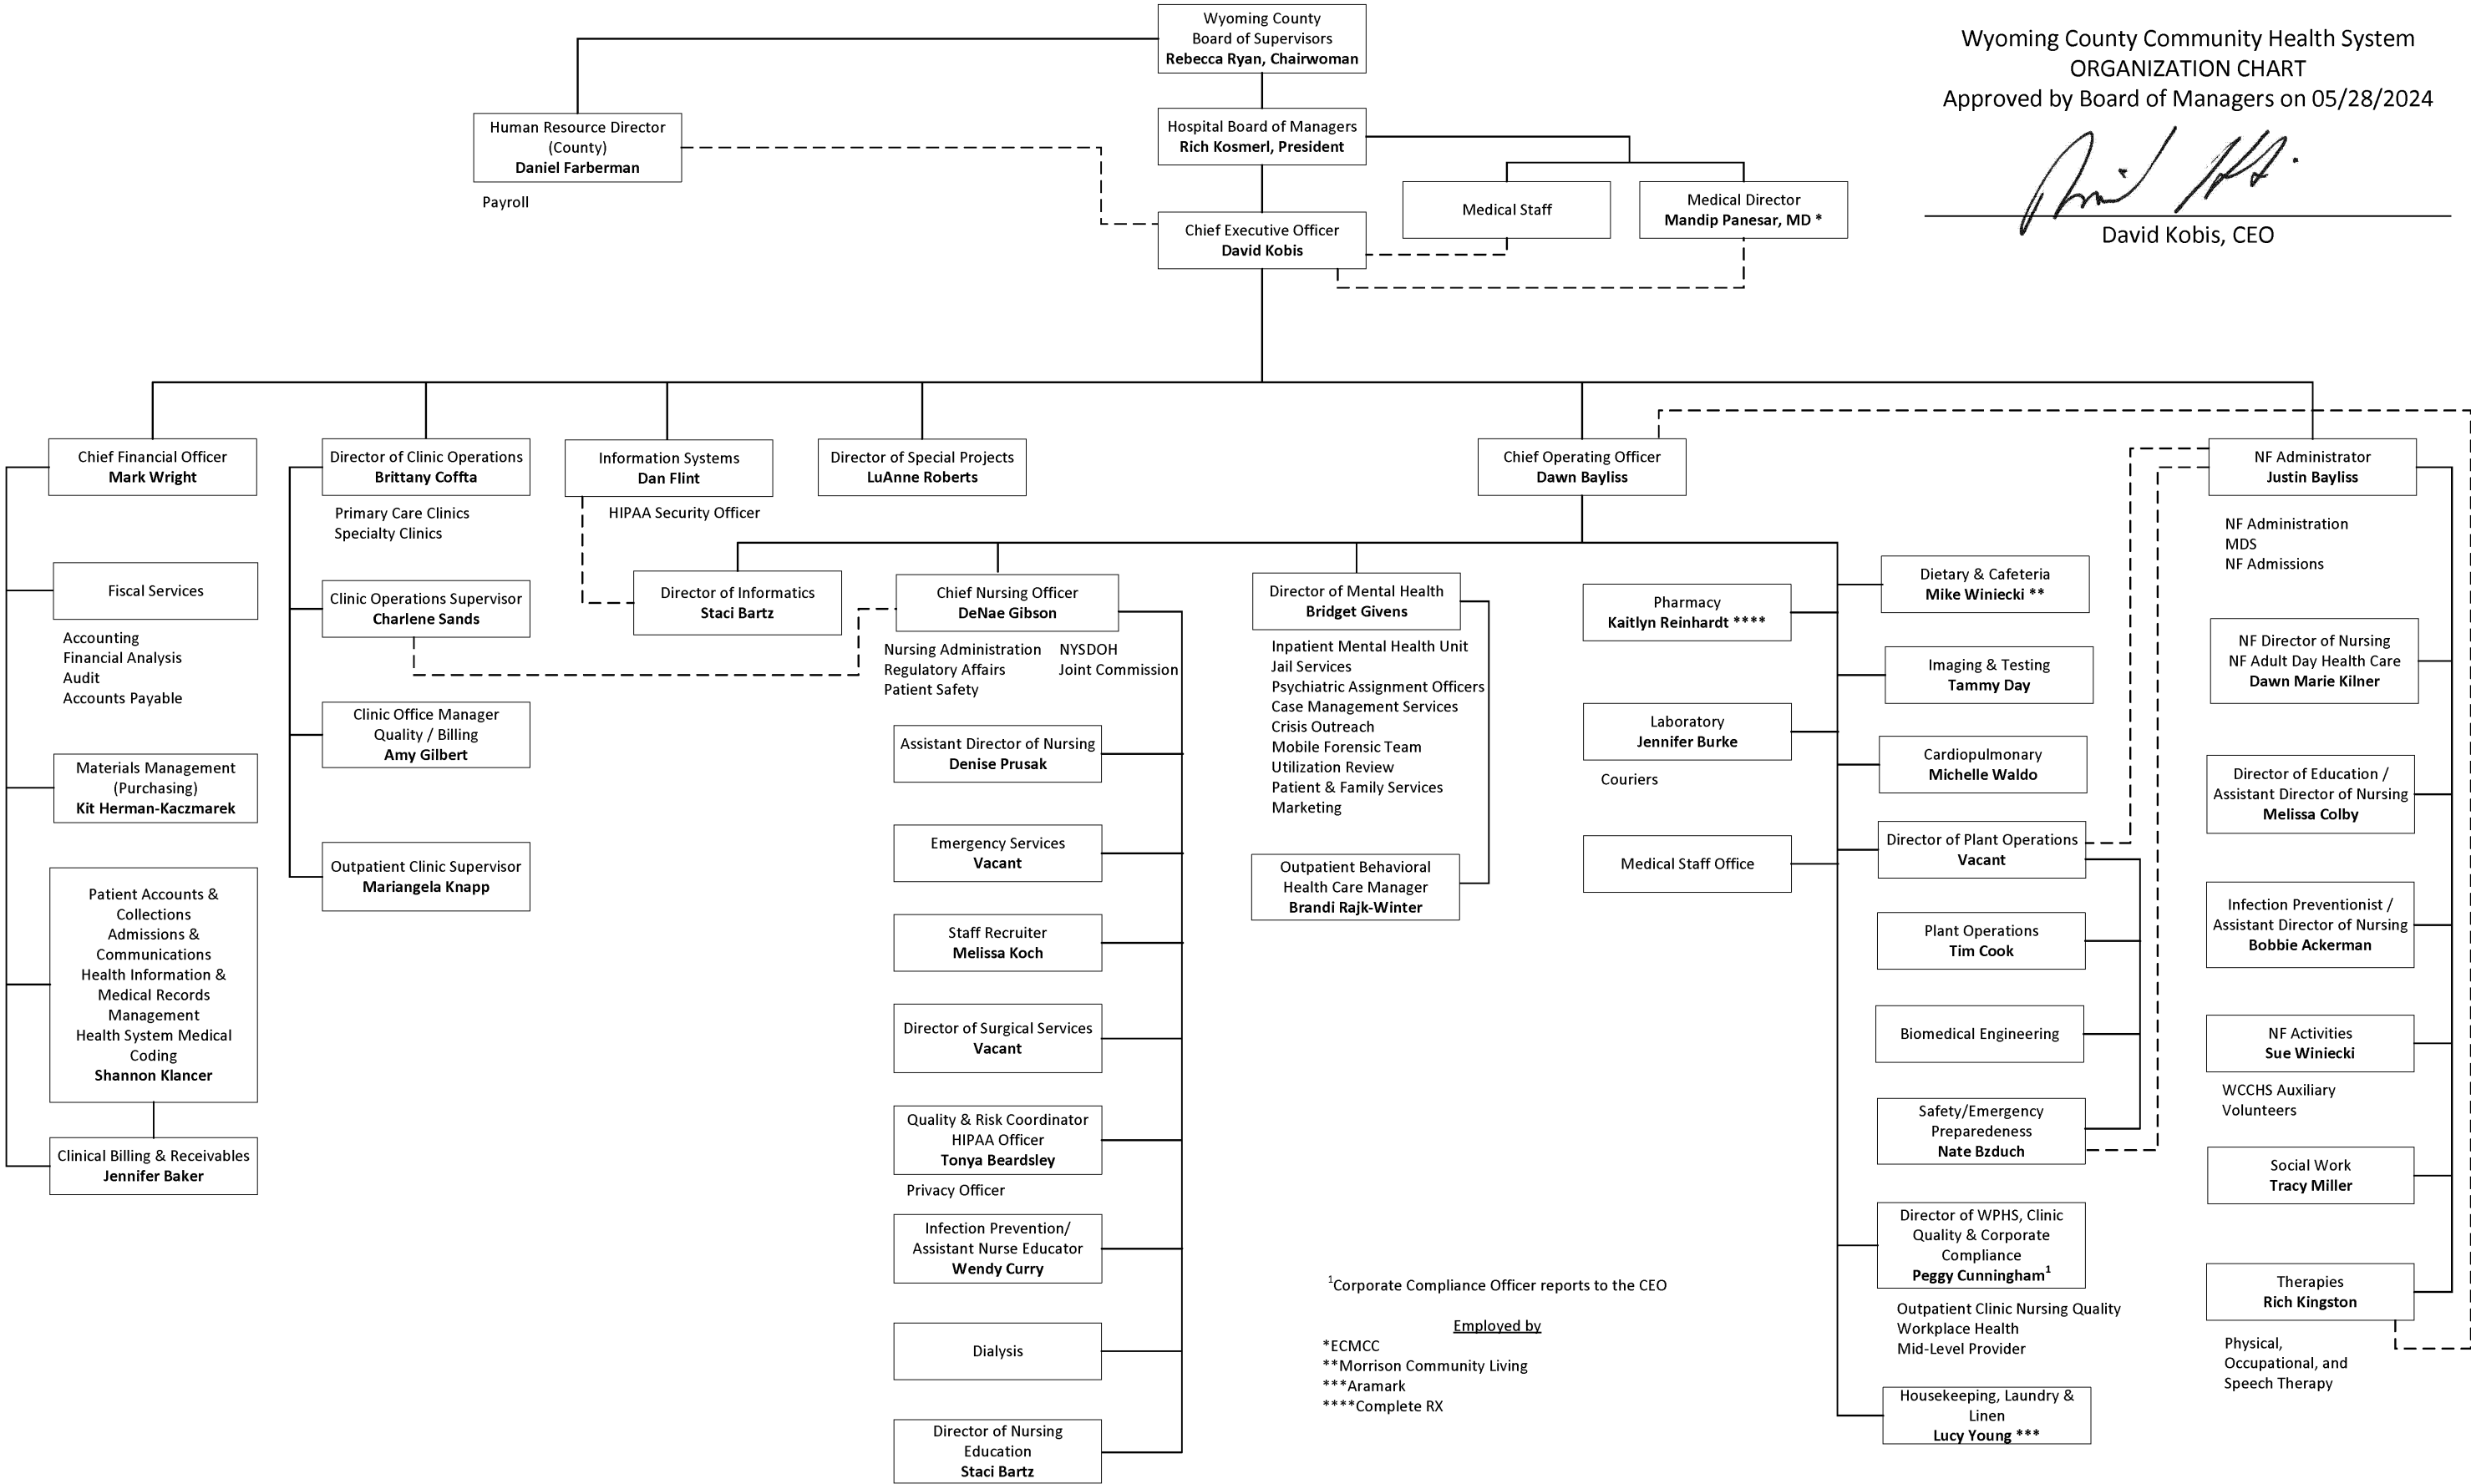 Wyoming County
Board of Supervisors
Rebecca Ryan, Chairwoman
Wyoming County Community Health System
ORGANIZATION CHART
Approved by Board of Managers on 05/28/2024
David Kobis, CEO
Human Resource Director
(County)
Daniel Farberman
Payroll
Hospital Board of Managers
Rich Kosmerl, President
Medical Staff
Medical Director
Mandip Panesar, MD *
Chief Executive Officer
David Kobis
Chief Financial Officer
Mark Wright
Fiscal Services
Accounting
Financial Analysis
Audit
Accounts Payable
Materials Management
(Purchasing)
Kit Herman-Kaczmarek
Patient Accounts &
Collections
Admissions &
Communications
Health Information &
Medical Records
Management
Health System Medical
Coding
Shannon Klancer
Clinical Billing & Receivables
Jennifer Baker
Director of Clinic Operations
Brittany Coffta
Primary Care Clinics
Specialty Clinics
Clinic Operations Supervisor
Charlene Sands
Clinic Office Manager
Quality / Billing
Amy Gilbert
Outpatient Clinic Supervisor
Mariangela Knapp
Information Systems
Dan Flint
HIPAA Security Officer
Director of Special Projects
LuAnne Roberts
Chief Operating Officer
Dawn Bayliss
Director of Informatics
Staci Bartz
Chief Nursing Officer
DeNae Gibson
Nursing Administration NYSDOH
Regulatory Affairs Joint Commission
Patient Safety
Assistant Director of Nursing
Denise Prusak
Emergency Services
Vacant
Staff Recruiter
Melissa Koch
Director of Surgical Services
Vacant
Quality & Risk Coordinator
HIPAA Officer
Tonya Beardsley
Privacy Officer
Infection Prevention/
Assistant Nurse Educator
Wendy Curry
Dialysis
Director of Nursing
Education
Staci Bartz
Director of Mental Health
Bridget Givens
Inpatient Mental Health Unit
Jail Services
Psychiatric Assignment Officers
Case Management Services
Crisis Outreach
Mobile Forensic Team
Utilization Review
Patient & Family Services
Marketing
Outpatient Behavioral
Health Care Manager
Brandi Rajk-Winter
Pharmacy
Kaitlyn Reinhardt ****
Laboratory
Jennifer Burke
Couriers
Medical Staff Office
Dietary & Cafeteria
Mike Winiecki **
Imaging & Testing
Tammy Day
Cardiopulmonary
Michelle Waldo
Director of Plant Operations
Vacant
Plant Operations
Tim Cook
Biomedical Engineering
Safety/Emergency
Preparedeness
Nate Bzduch
Director of WPHS, Clinic
Quality & Corporate
Compliance
Peggy Cunningham¹
Outpatient Clinic Nursing Quality
Workplace Health
Mid-Level Provider
Housekeeping, Laundry &
Linen
Lucy Young ***
NF Administrator
Justin Bayliss
NF Administration
MDS
NF Admissions
NF Director of Nursing
NF Adult Day Health Care
Dawn Marie Kilner
Director of Education /
Assistant Director of Nursing
Melissa Colby
Infection Preventionist /
Assistant Director of Nursing
Bobbie Ackerman
NF Activities
Sue Winiecki
WCCHS Auxiliary
Volunteers
Social Work
Tracy Miller
Therapies
Rich Kingston
Physical,
Occupational, and
Speech Therapy
¹Corporate Compliance Officer reports to the CEO
Employed by
*ECMCC
**Morrison Community Living
***Aramark
****Complete RX